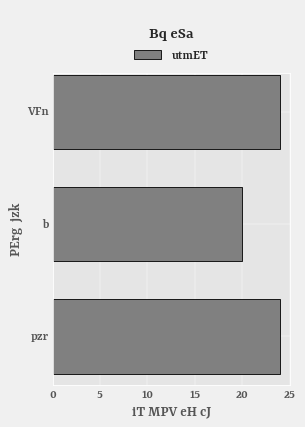 Bq eSa
utmET
PErg jzk
VFn
b
pzr
0 5 10 15 20 25
iT MPV eH cJ